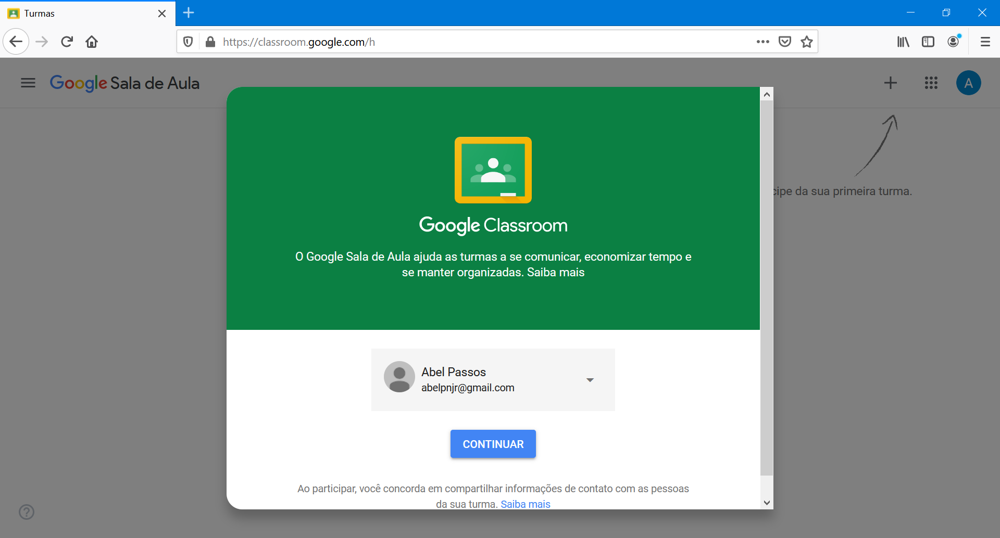 Turmas
https://classroom.google.com/h
Google Sala de Aula
A
cipe da sua primeira turma.
Google Classroom
O Google Sala de Aula ajuda as turmas a se comunicar, economizar tempo e
se manter organizadas. Saiba mais
Abel Passos
abelpnjr@gmail.com
CONTINUAR
Ao participar, você concorda em compartilhar informações de contato com as pessoas
da sua turma. Saiba mais